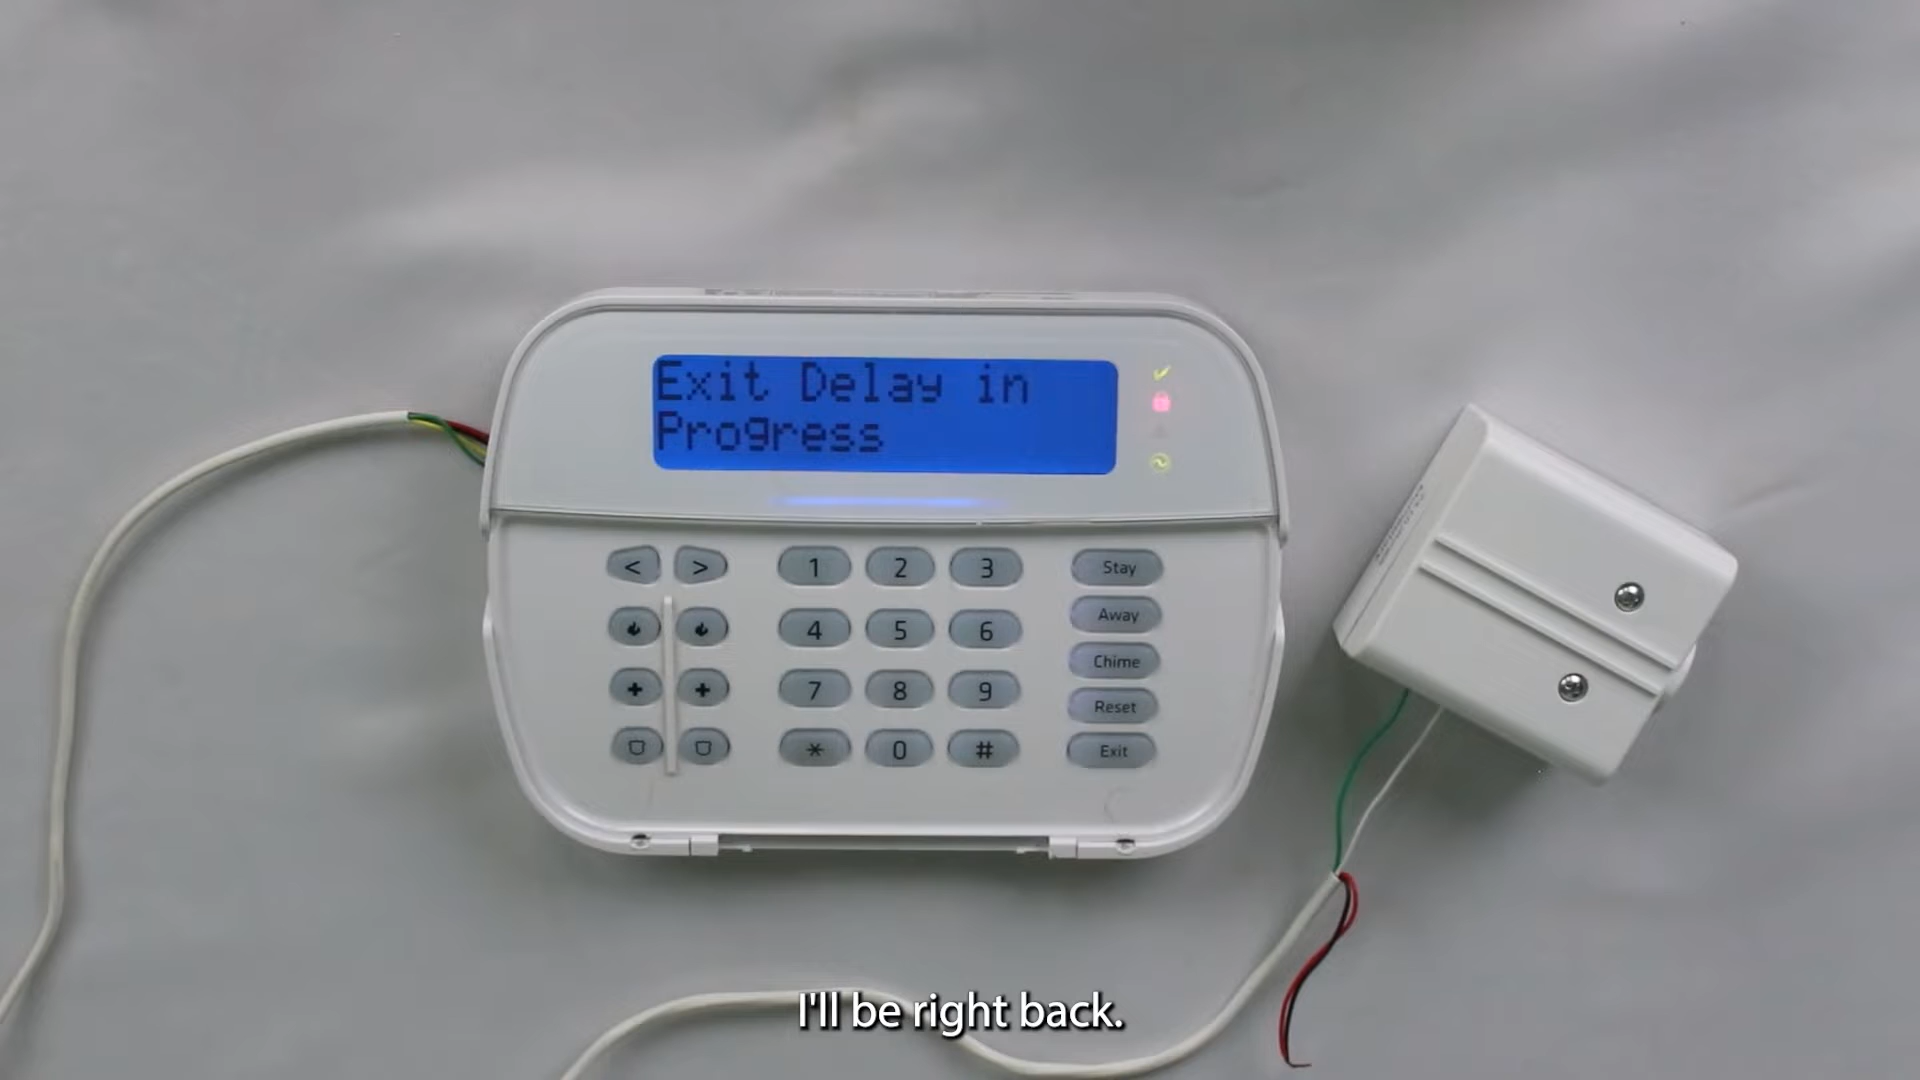 Exit Delay in
Progress
< > 1 2 3 Stay
4 5 6 Away
Chime
7 8 9 Reset
* 0 # Exit
I'll be right back.